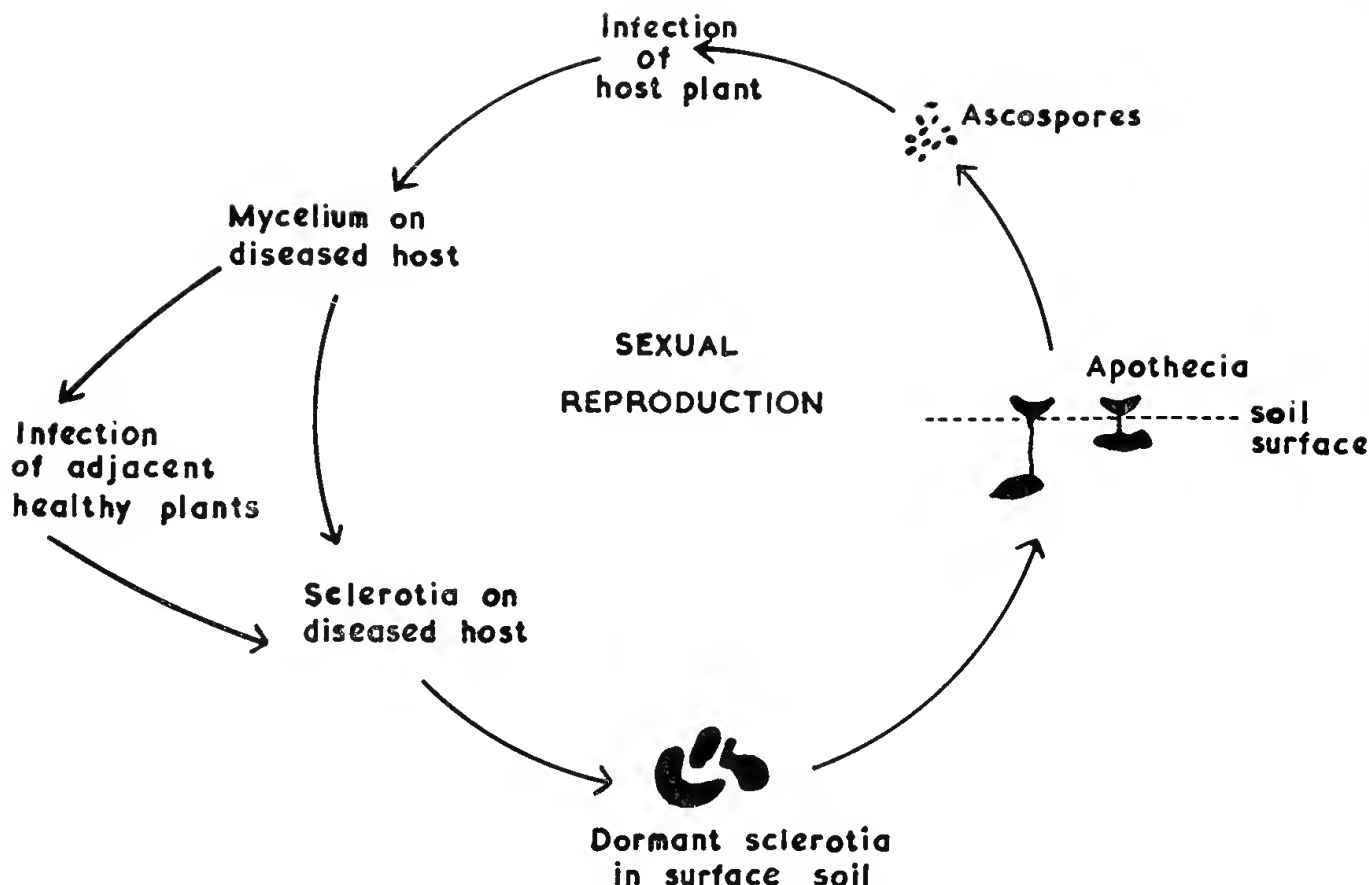 Infection
of
host plant
Ascospores
Mycelium on
diseased host
SEXUAL
REPRODUCTION
Apothecia
soil
surface
Infection
of adjacent
healthy plants
Sclerotia on
diseased host
Dormant sclerotia
in surface soil